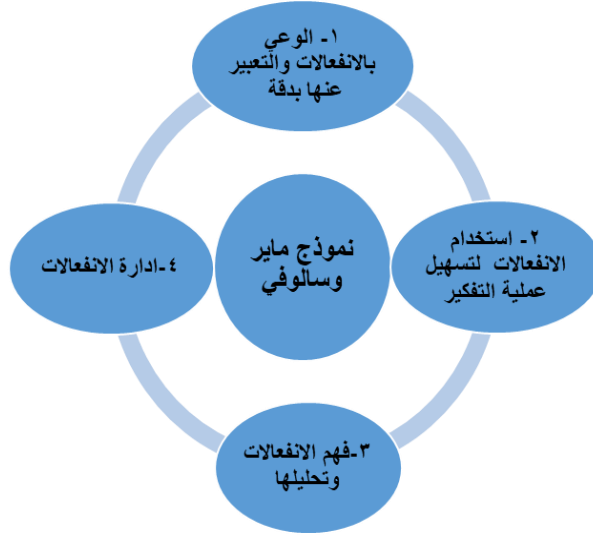 ١- الوعي
بالانفعالات والتعبير
عنها بدقة
٢- استخدام
الانفعالات لتسهيل
عملية التفكير
٣-فهم الانفعالات
وتحليلها
٤-ادارة الانفعالات
نموذج ماير
وسالوفي